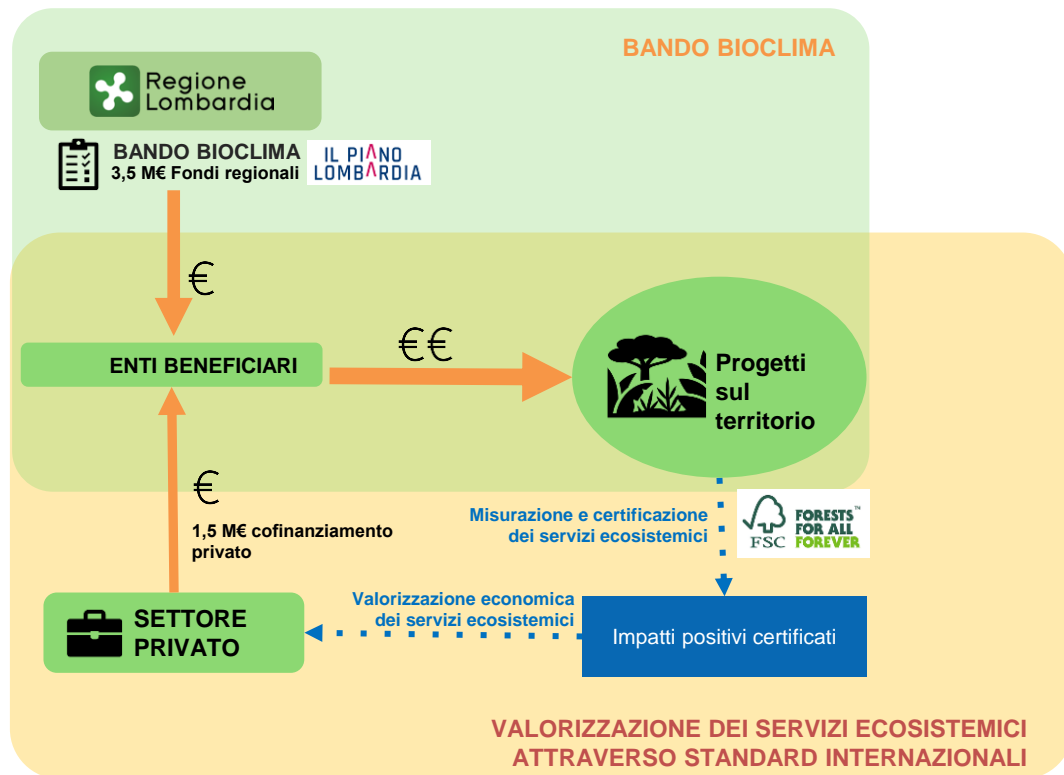 BANDO BIOCLIMA
Regione
Lombardia
BANDO BIOCLIMA
3,5 M€ Fondi regionali
IL PIANO
LOMBARDIA
€
ENTI BENEFICIARI
€€
Progetti
sul
territorio
€
1,5 M€ cofinanziamento
privato
Misurazione e certificazione
dei servizi ecosistemici
FSC
FORESTS™
FOR ALL
FOREVER
SETTORE
PRIVATO
Valorizzazione economica
dei servizi ecosistemici
Impatti positivi certificati
VALORIZZAZIONE DEI SERVIZI ECOSISTEMICI
ATTRAVERSO STANDARD INTERNAZIONALI